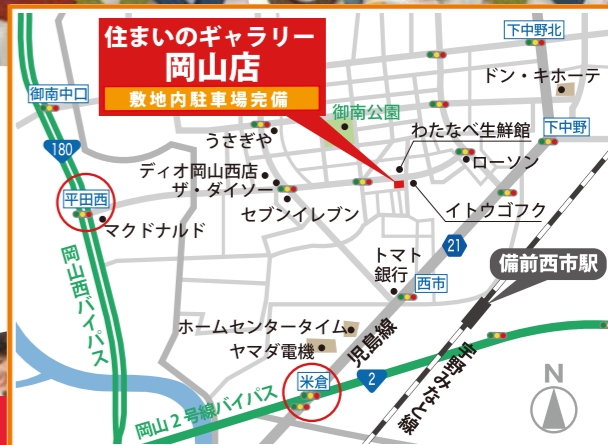 住まいのギャラリー
岡山店
敷地内駐車場完備
下中野北
ドン・キホーテ
御南中口
御南公園
下中野
うさぎや
わたなべ生鮮館
180
ローソン
ディオ岡山西店
ザ・ダイソー
平田西
セブンイレブン
イトウゴフク
マクドナルド
21
トマト
銀行
西市
備前西市駅
岡山西バイパス
ホームセンタータイム
ヤマダ電機
児島線
宇野みなと線
米倉
2
岡山2号線バイパス
N